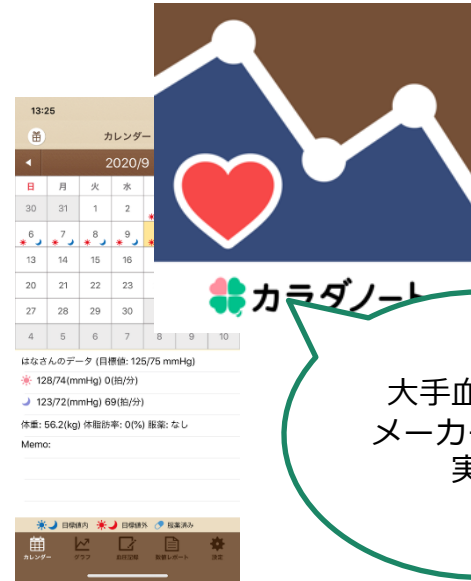 13:25
カレンダー
2020/9
日 月 火 水
30 31 1 2
6 7 8 9
13 14 15 16
20 21 22 23
27 28 29 30
4 5 6 7 8 9 10
カラダノート
はなさんのデータ (目標値: 125/75 mmHg)
128/74(mmHg) 0(拍/分)
123/72(mmHg) 69(拍/分)
体重: 56.2(kg) 体脂肪率: 0(%) 服薬: なし
Memo:
目標値内 目標値外 服薬済み
カレンダー グラフ 血圧記録 病院レポート 設定
大手血
メーカ
実